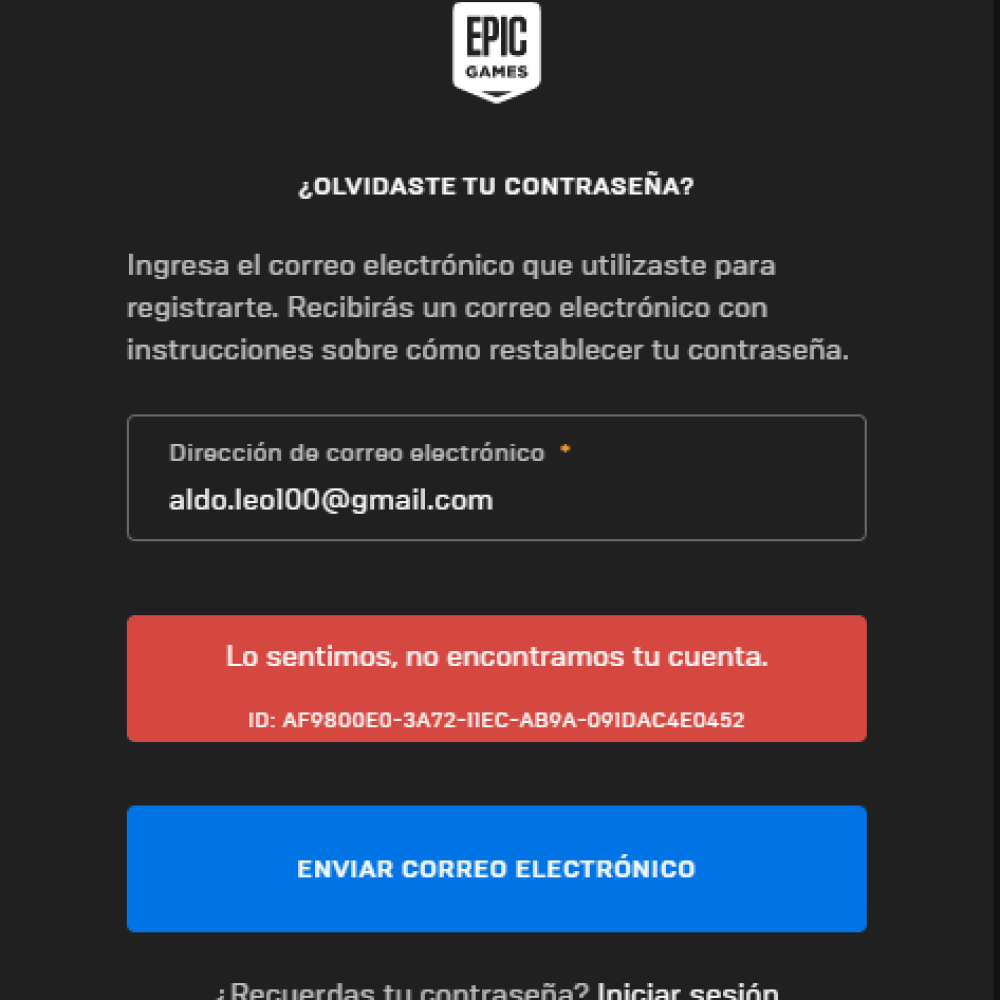 EPIC
GAMES
¿OLVIDASTE TU CONTRASEÑA?
Ingresa el correo electrónico que utilizaste para
registrarte. Recibirás un correo electrónico con
instrucciones sobre cómo restablecer tu contraseña.
Dirección de correo electrónico *
aldo.leo100@gmail.com
Lo sentimos, no encontramos tu cuenta.
ID: AF9800E0-3A72-11EC-AB9A-091DAC4E0452
ENVIAR CORREO ELECTRÓNICO
¿Recuerdas tu contraseña? Iniciar sesión